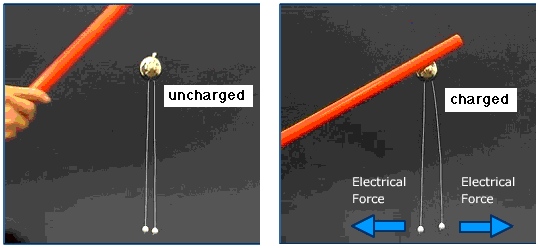 uncharged
charged
Electrical
Force
Electrical
Force